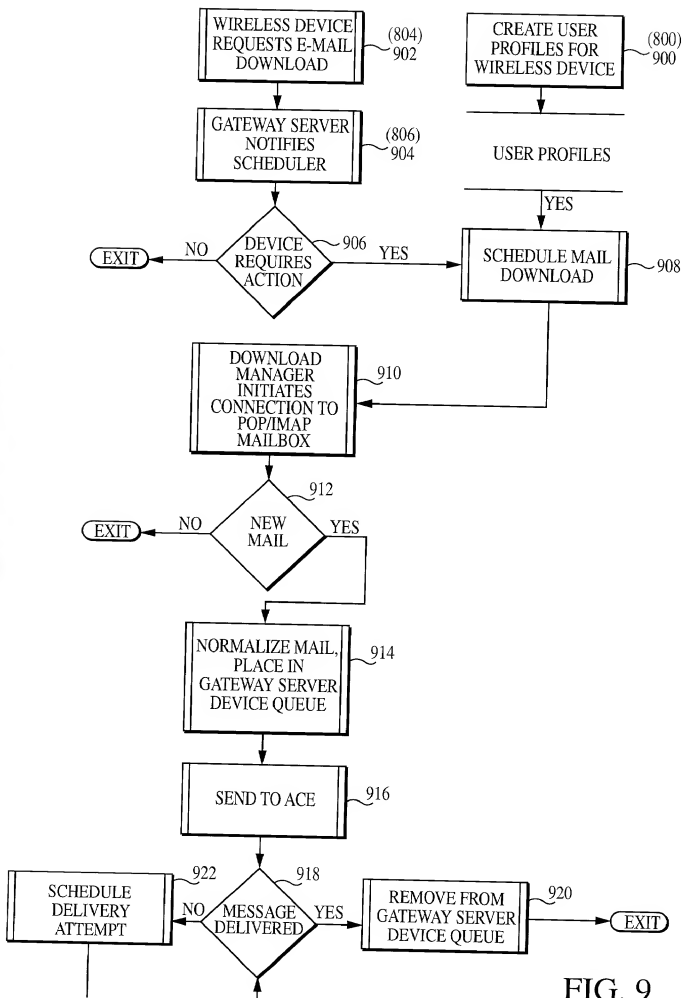 WIRELESS DEVICE
REQUESTS E-MAIL
DOWNLOAD
(804)
902
CREATE USER
PROFILES FOR
WIRELESS DEVICE
(800)
900
GATEWAY SERVER
NOTIFIES
SCHEDULER
(806)
904
USER PROFILES
YES
906
DEVICE
REQUIRES
ACTION
NO
EXIT
YES
SCHEDULE MAIL
DOWNLOAD
908
DOWNLOAD
MANAGER
INITIATES
CONNECTION TO
POP/IMAP
MAILBOX
910
912
NEW
MAIL
NO
EXIT
YES
NORMALIZE MAIL,
PLACE IN
GATEWAY SERVER
DEVICE QUEUE
914
SEND TO ACE
916
918
MESSAGE
DELIVERED
NO
922
SCHEDULE
DELIVERY
ATTEMPT
YES
REMOVE FROM
GATEWAY SERVER
DEVICE QUEUE
920
EXIT
FIG. 9